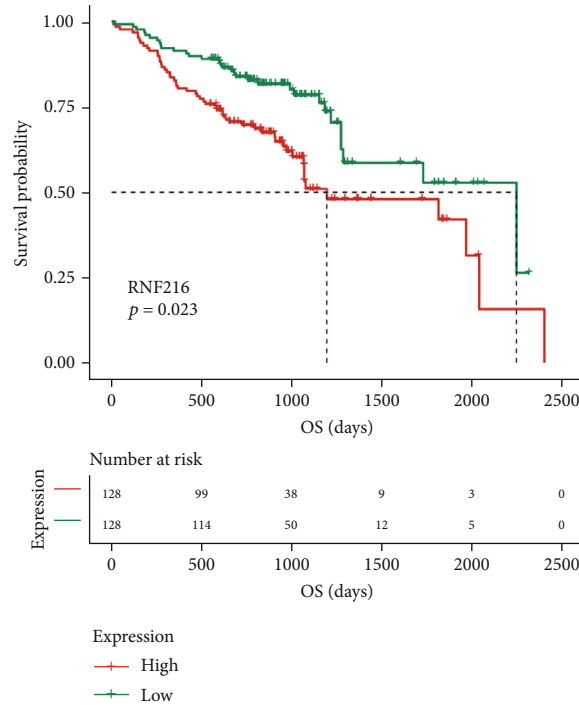 1.00
0.75
0.50
0.25
0.00
Survival probability
RNF216
p = 0.023
0 500 1000 1500 2000 2500
OS (days)
Number at risk
Expression
128 99 38 9 3 0
128 114 50 12 5 0
0 500 1000 1500 2000 2500
OS (days)
Expression
High
Low